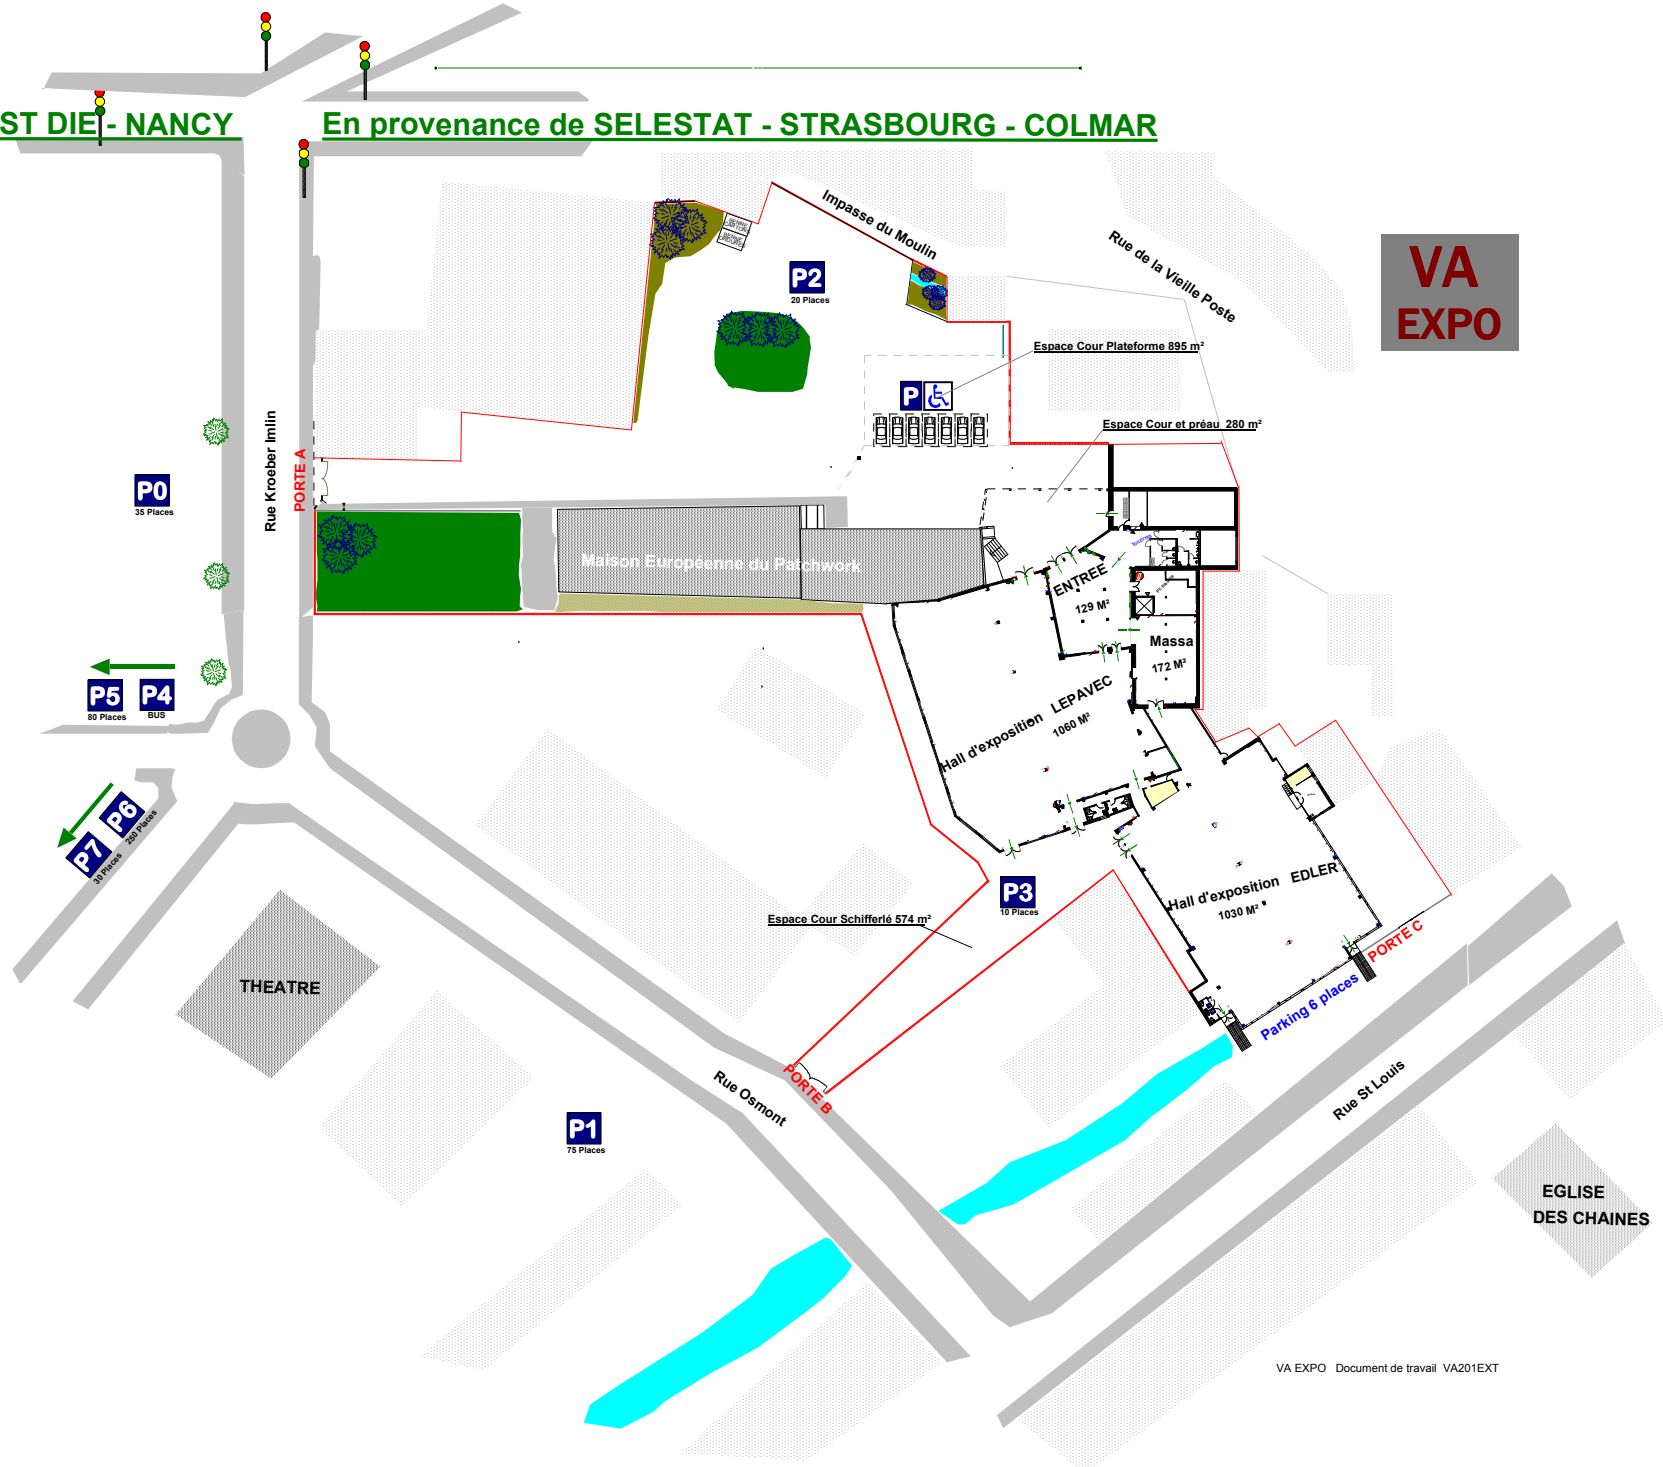 ST DIE - NANCY
En provenance de SELESTAT - STRASBOURG - COLMAR
VA
EXPO
Impasse du Moulin
Rue de la Vieille Poste
BENNE
CARTON
BENNE
ORDURES
P2
20 Places
Espace Cour Plateforme 895 m²
P
Espace Cour et préau 280 m²
Rue Kroeber Imlin
PORTE A
P0
35 Places
Maison Européenne du Patchwork
ENTREE
129 M²
Massa
172 M²
Hall d'exposition LEPAVEC
1060 M²
P5
80 Places
P4
BUS
P6
250 Places
P7
30 Places
P3
10 Places
Hall d'exposition EDLER
1030 M²
Espace Cour Schifferlé 574 m²
PORTE C
Parking 6 places
THEATRE
PORTE B
Rue Osmont
Rue St Louis
P1
75 Places
EGLISE
DES CHAINES
VA EXPO Document de travail VA201EXT